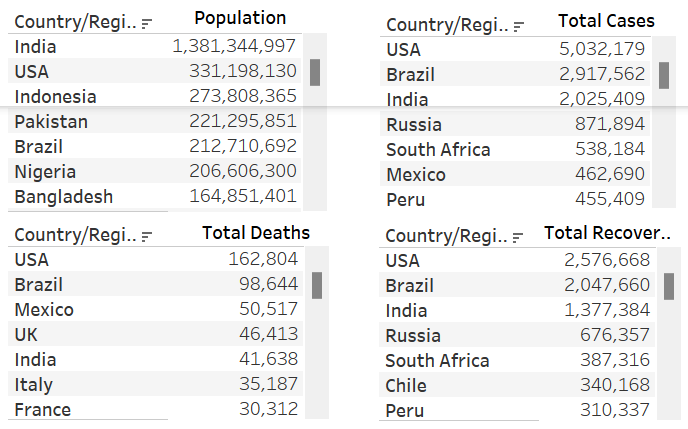 Country/Regi.. Population
India 1,381,344,997
USA 331,198,130
Indonesia 273,808,365
Pakistan 221,295,851
Brazil 212,710,692
Nigeria 206,606,300
Bangladesh 164,851,401
Country/Regi.. Total Cases
USA 5,032,179
Brazil 2,917,562
India 2,025,409
Russia 871,894
South Africa 538,184
Mexico 462,690
Peru 455,409
Country/Regi.. Total Deaths
USA 162,804
Brazil 98,644
Mexico 50,517
UK 46,413
India 41,638
Italy 35,187
France 30,312
Country/Regi.. Total Recover..
USA 2,576,668
Brazil 2,047,660
India 1,377,384
Russia 676,357
South Africa 387,316
Chile 340,168
Peru 310,337